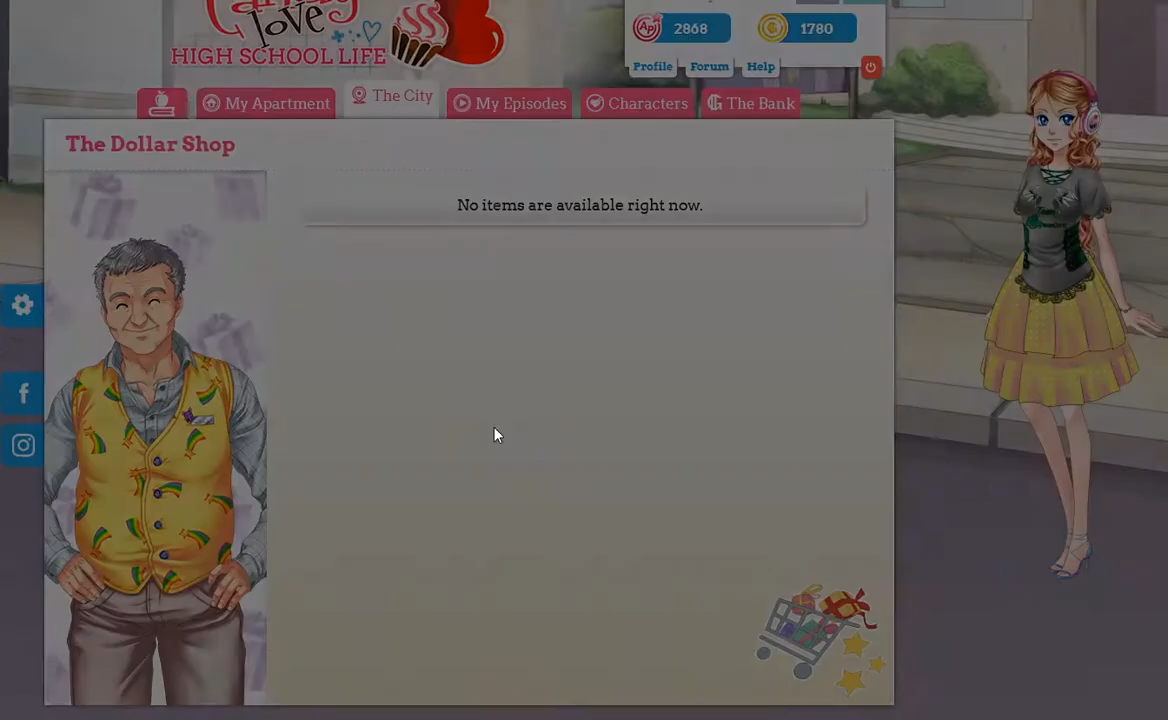 love
HIGH SCHOOL LIFE
AP 2868
1780
Profile
Forum
Help
My Apartment
The City
My Episodes
Characters
The Bank
The Dollar Shop
No items are available right now.